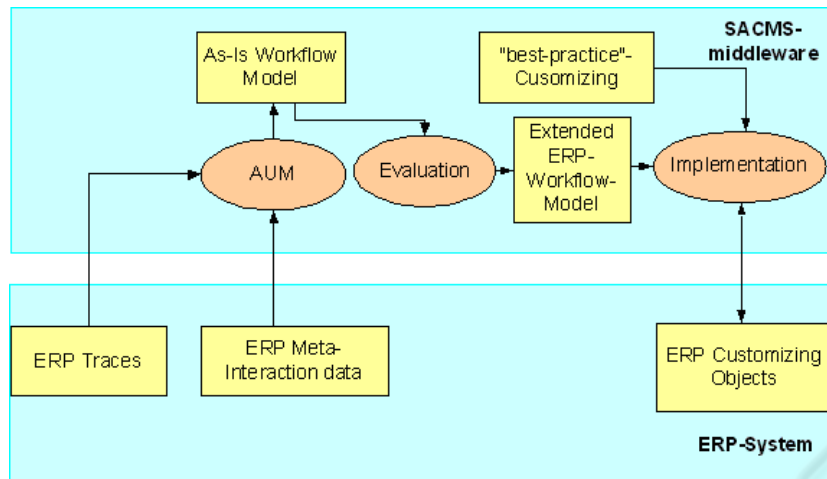 SACMS-
middleware
As-Is Workflow
Model
"best-practice"-
Cusomizing
AUM
Evaluation
Extended
ERP-
Workflow-
Model
Implementation
ERP Traces
ERP Meta-
Interaction data
ERP Customizing
Objects
ERP-System